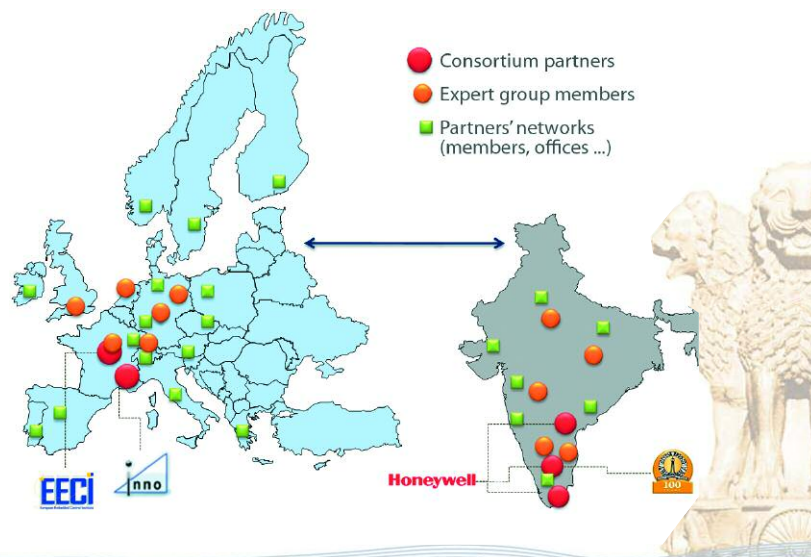 Consortium partners
Expert group members
Partners' networks
(members, offices ...)
EECI
inno
Honeywell
100